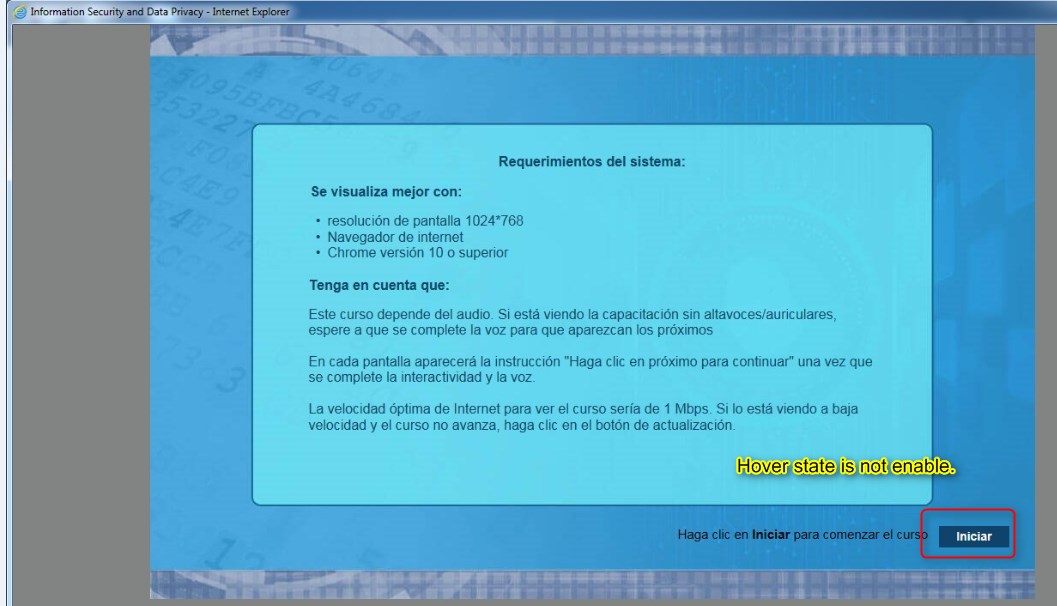 Information Security and Data Privacy - Internet Explorer
Requerimientos del sistema:
Se visualiza mejor con:
• resolución de pantalla 1024*768
• Navegador de internet
• Chrome versión 10 o superior
Tenga en cuenta que:
Este curso depende del audio. Si está viendo la capacitación sin altavoces/auriculares,
espere a que se complete la voz para que aparezcan los próximos
En cada pantalla aparecerá la instrucción "Haga clic en próximo para continuar" una vez que
se complete la interactividad y la voz.
La velocidad óptima de Internet para ver el curso sería de 1 Mbps. Si lo está viendo a baja
velocidad y el curso no avanza, haga clic en el botón de actualización.
Hover state is not enable.
Haga clic en Iniciar para comenzar el curso
Iniciar